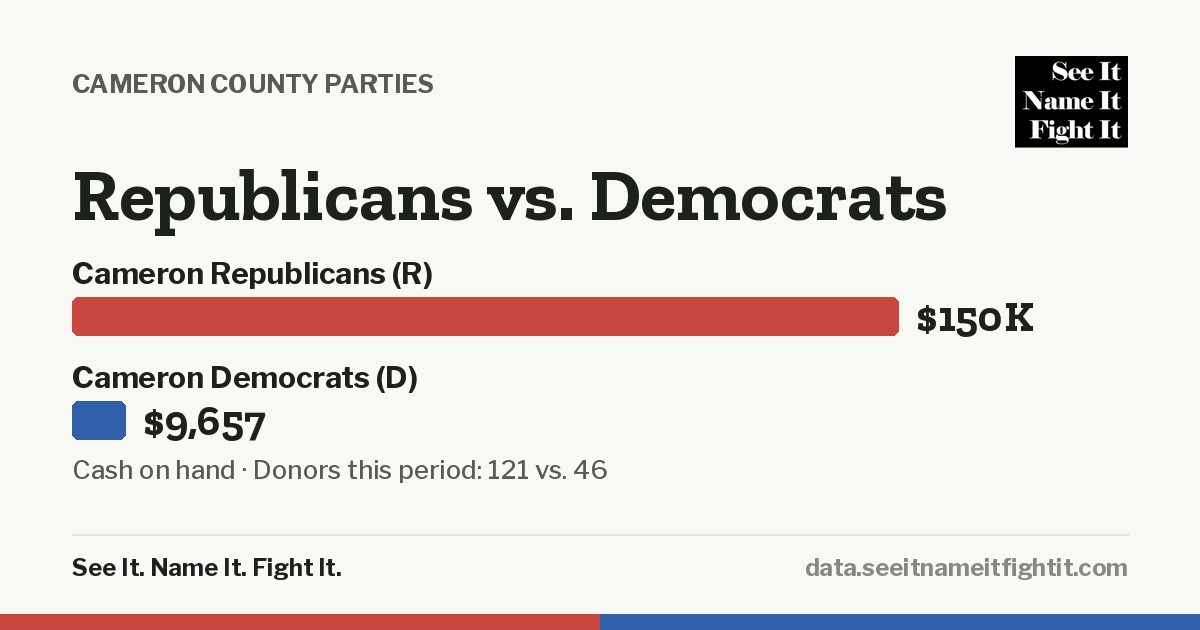 CAMERON COUNTY PARTIES
See It
Name It
Fight It
Republicans vs. Democrats
Cameron Republicans (R)
$150K
Cameron Democrats (D)
$9,657
Cash on hand · Donors this period: 121 vs. 46
See It. Name It. Fight It.
data.seeitnameitfightit.com